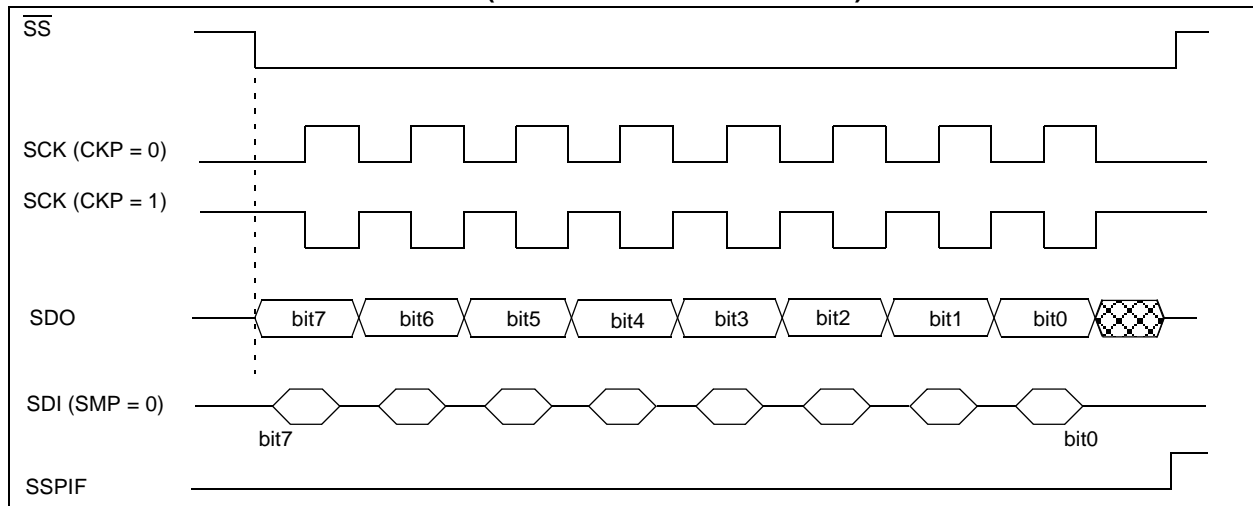 SS
SCK (CKP = 0)
SCK (CKP = 1)
SDO bit7 bit6 bit5 bit4 bit3 bit2 bit1 bit0
SDI (SMP = 0)
bit7 bit0
SSPIF